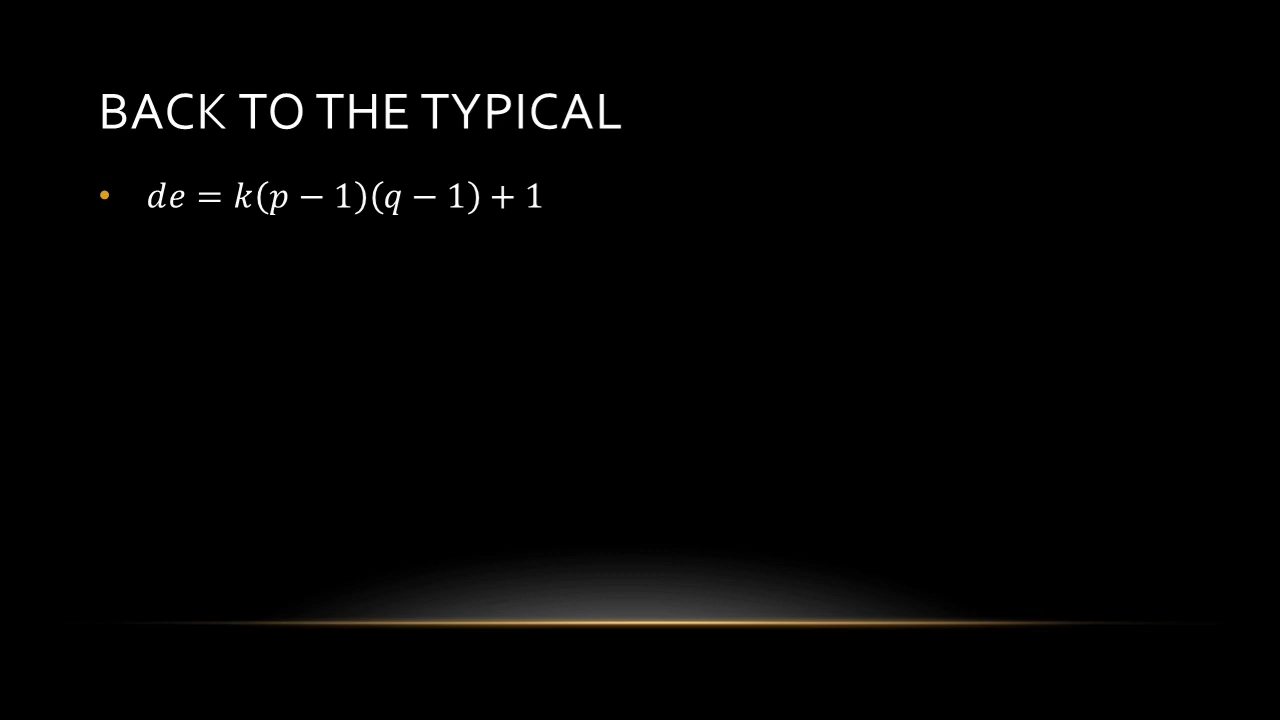 BACK TO THE TYPICAL
• 𝑑𝑒 = 𝑘(𝑝 − 1)(𝑞 − 1) + 1